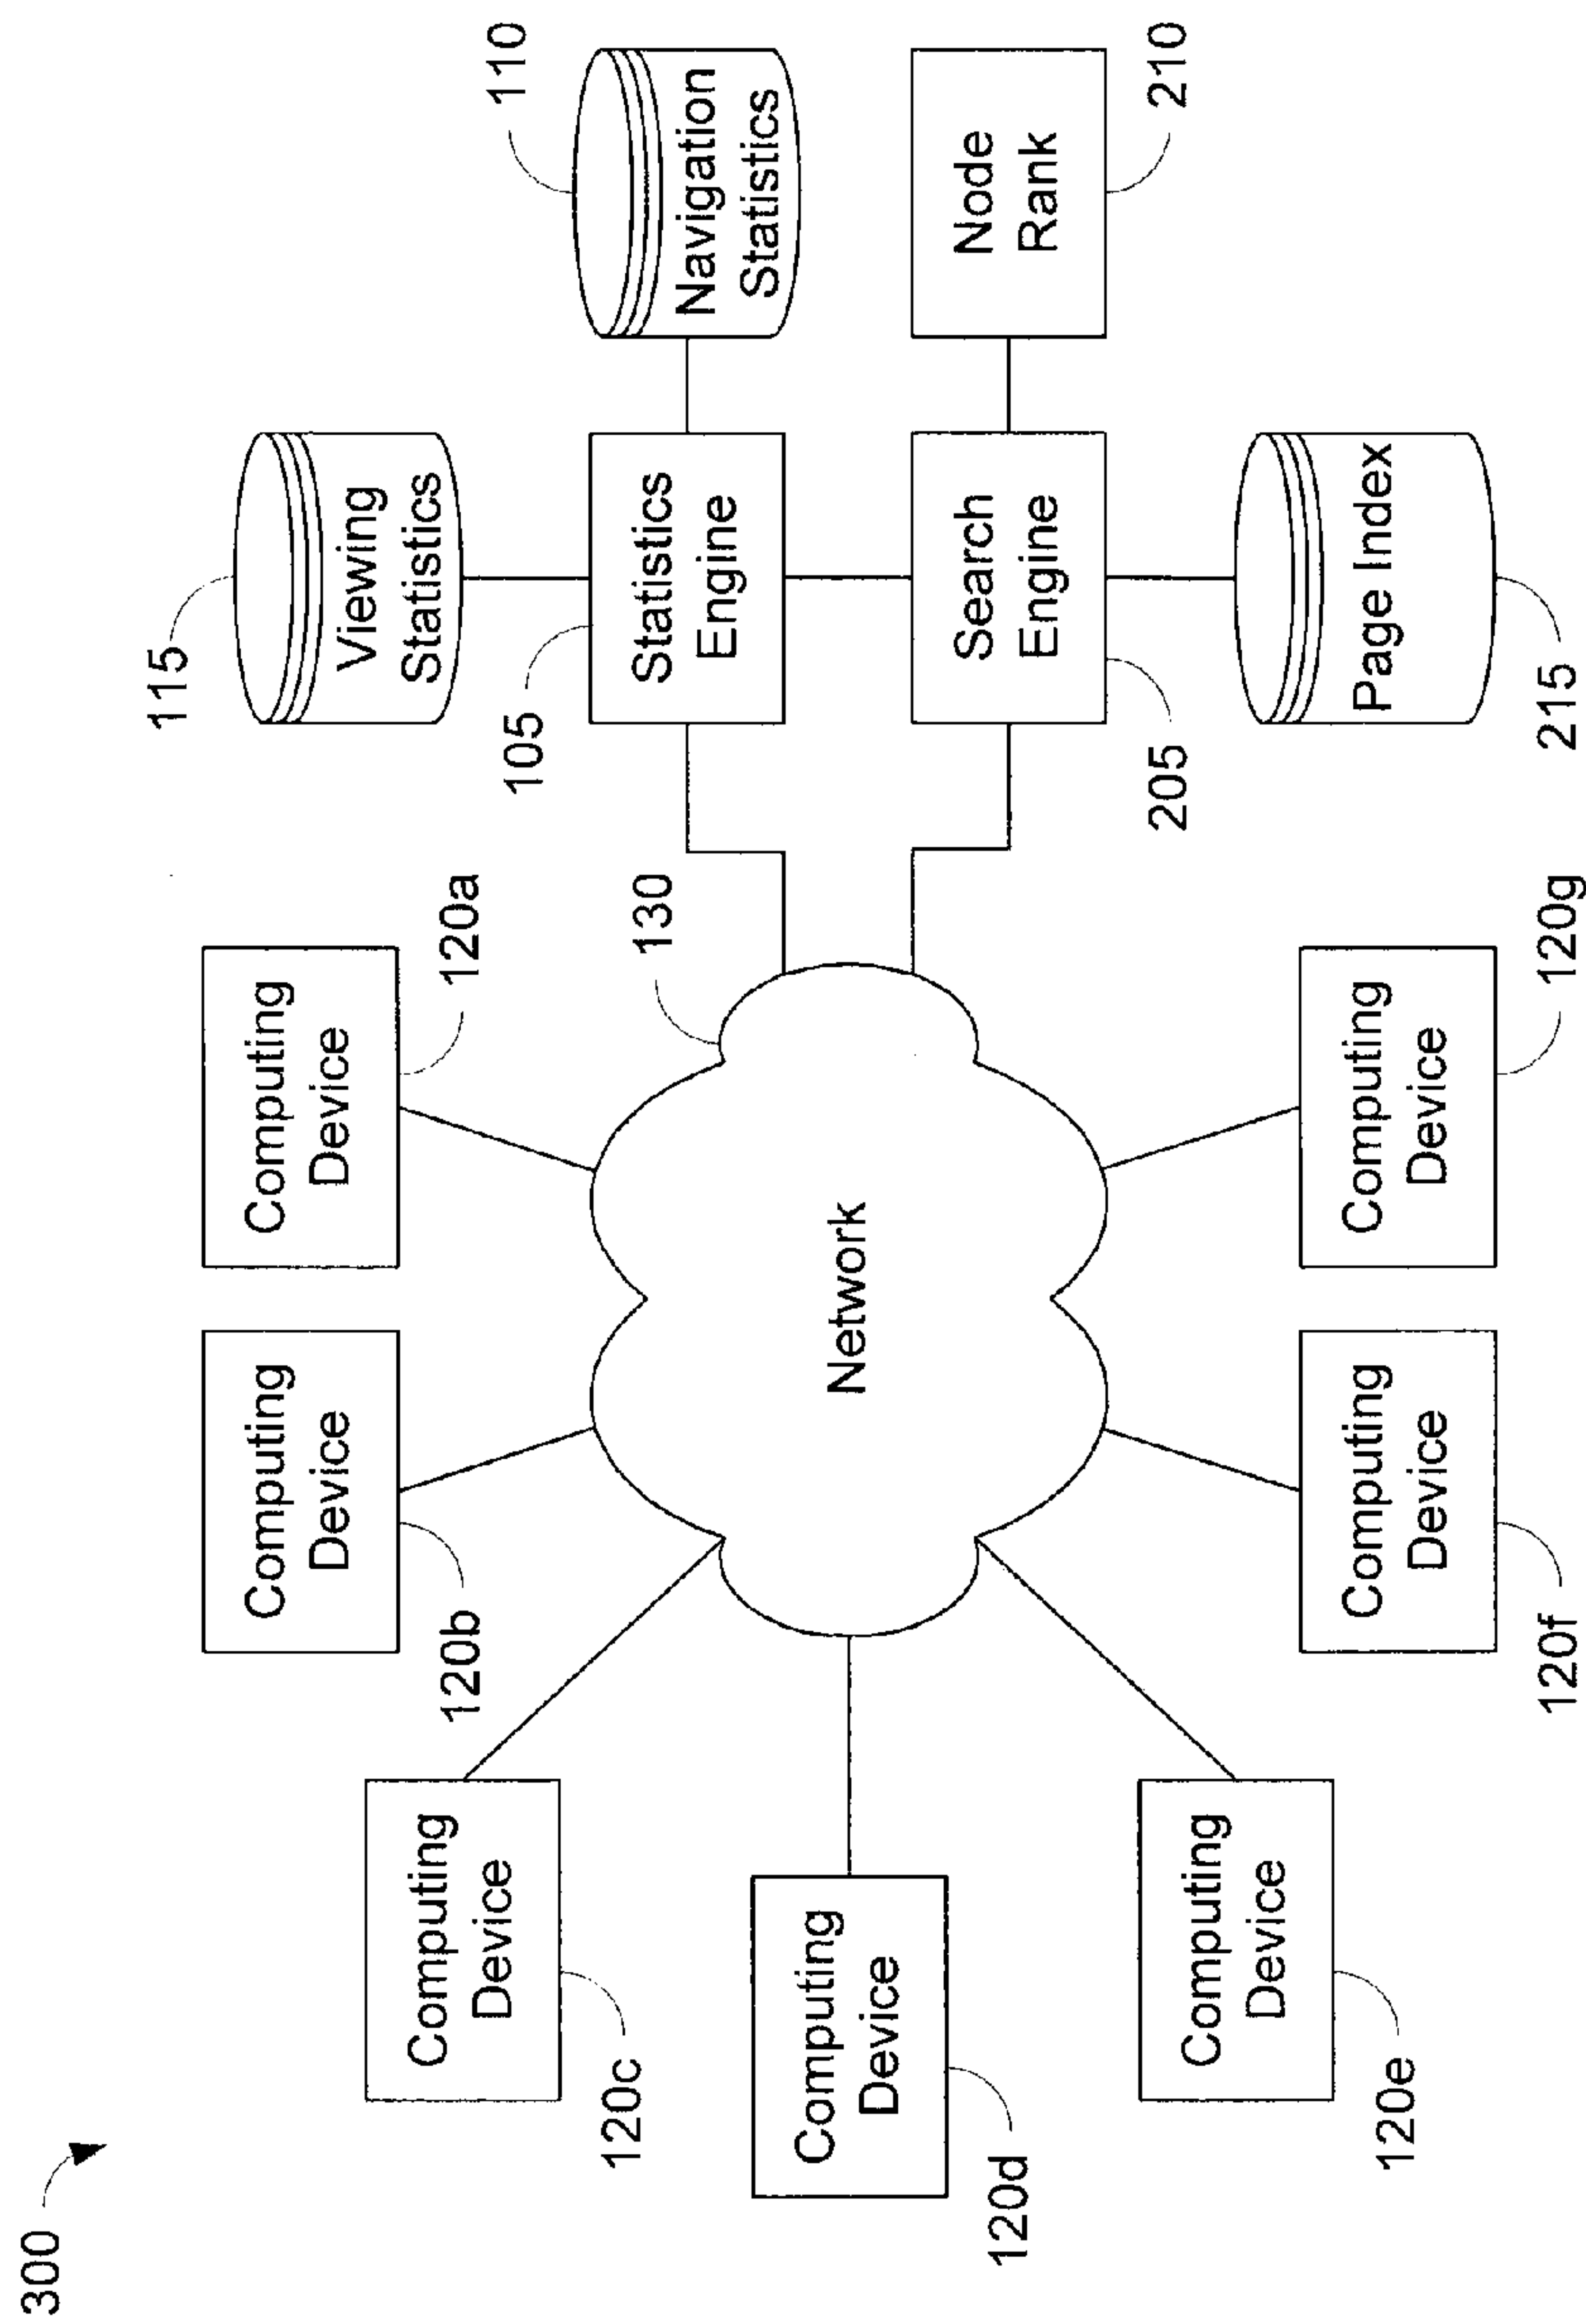 300
Computing
Device
120c
Computing
Device
120b
Computing
Device
120a
115
Viewing
Statistics
110
Navigation
Statistics
105
Statistics
Engine
130
Network
Computing
Device
120d
Search
Engine
205
Node
Rank
210
Computing
Device
120e
Computing
Device
120f
Computing
Device
120g
Page Index
215